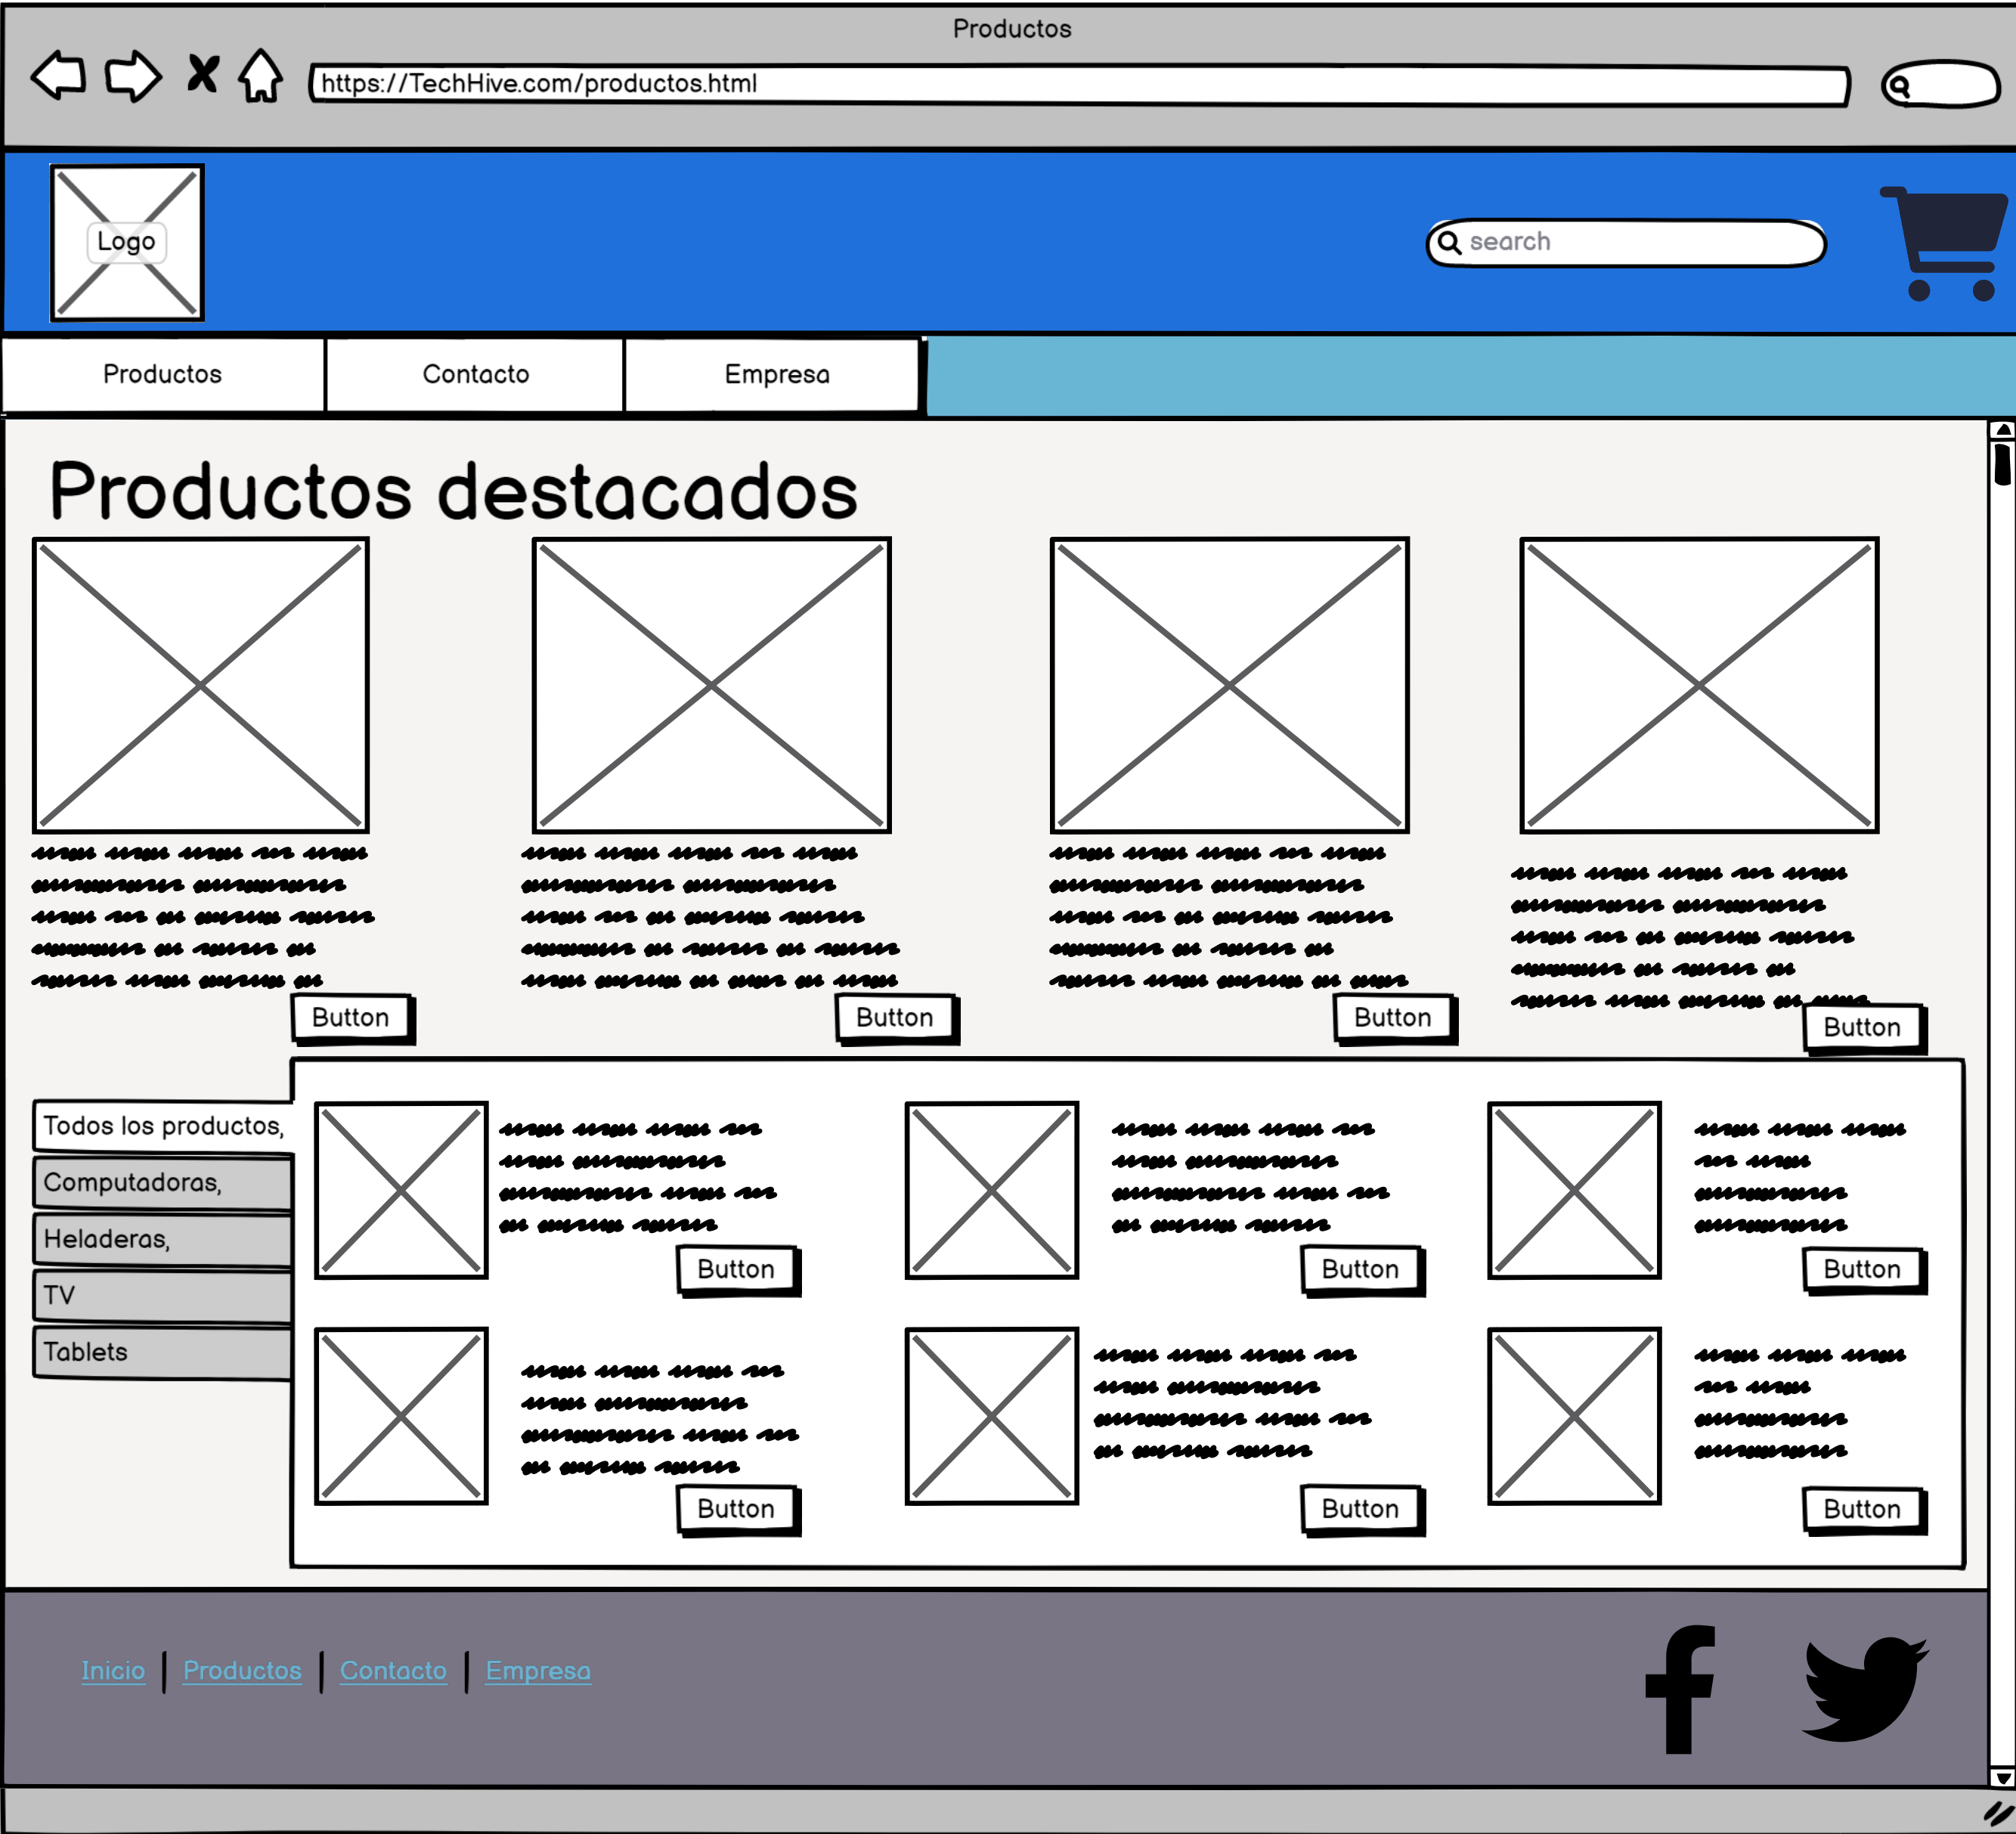 Productos
https://TechHive.com/productos.html
Logo
search
Productos
Contacto
Empresa
Productos destacados
Button
Button
Button
Button
Todos los productos,
Computadoras,
Heladeras,
TV
Tablets
Button
Button
Button
Button
Button
Button
Inicio
Productos
Contacto
Empresa